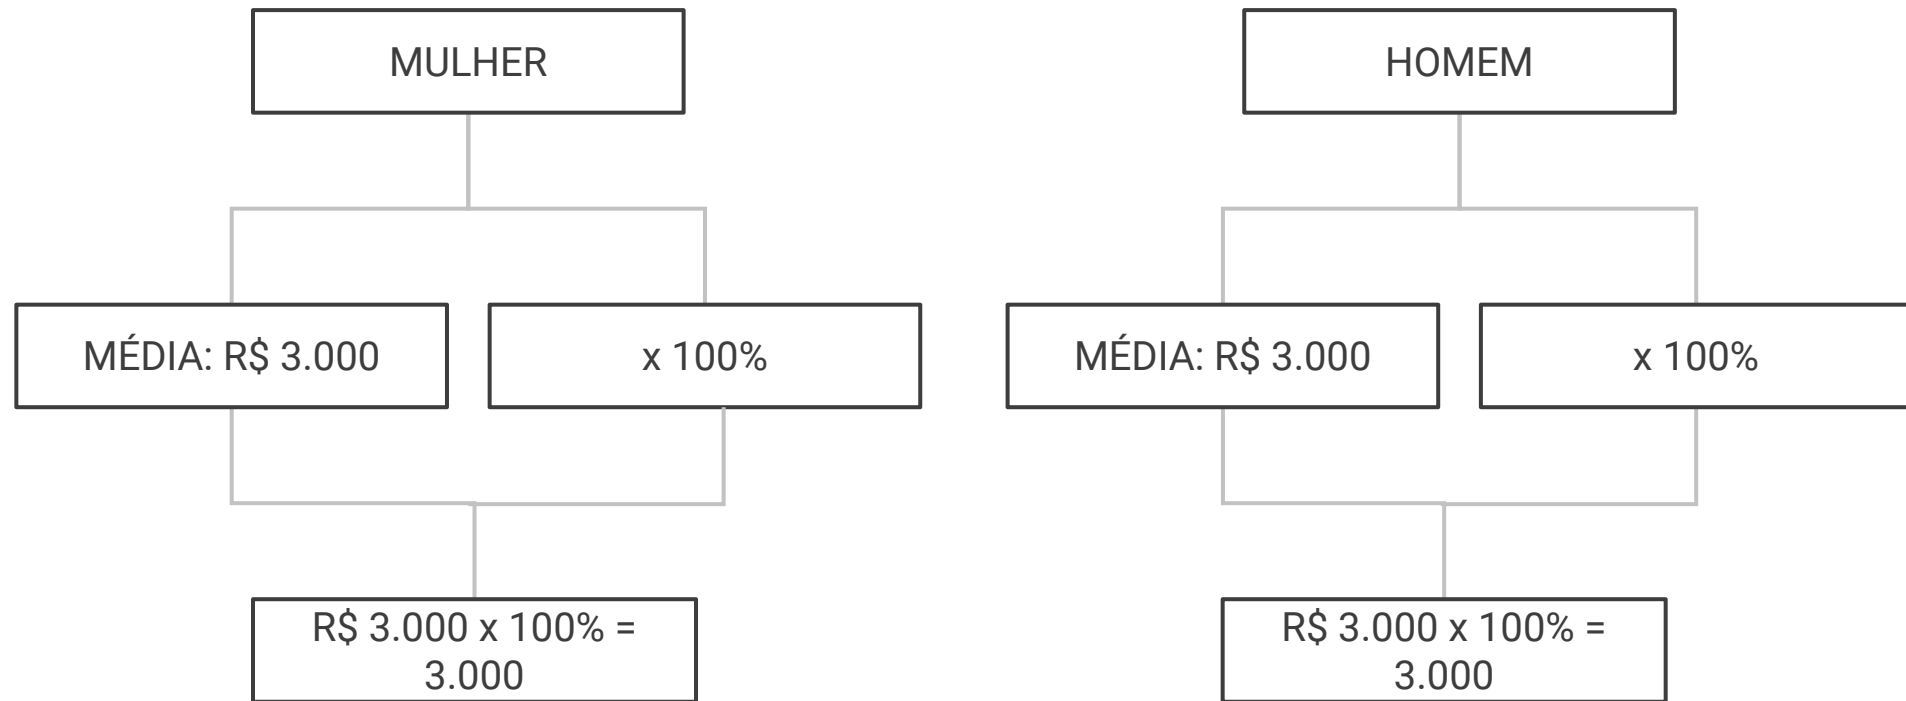 MULHER
MÉDIA: R$ 3.000
x 100%
R$ 3.000 x 100% =
3.000
HOMEM
MÉDIA: R$ 3.000
x 100%
R$ 3.000 x 100% =
3.000